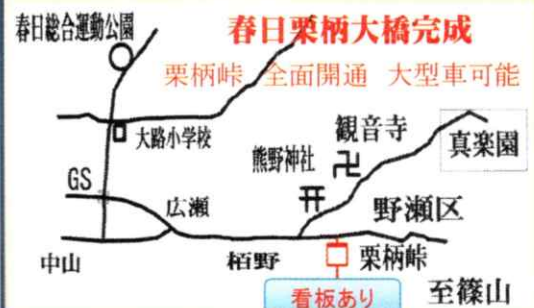 春日総合運動公園
春日栗柄大橋完成
栗柄峠 全面開通 大型車可能
大路小学校
観音寺
熊野神社
真楽園
GS
広瀬
野瀬区
中山
栢野
栗柄峠
看板あり
至篠山